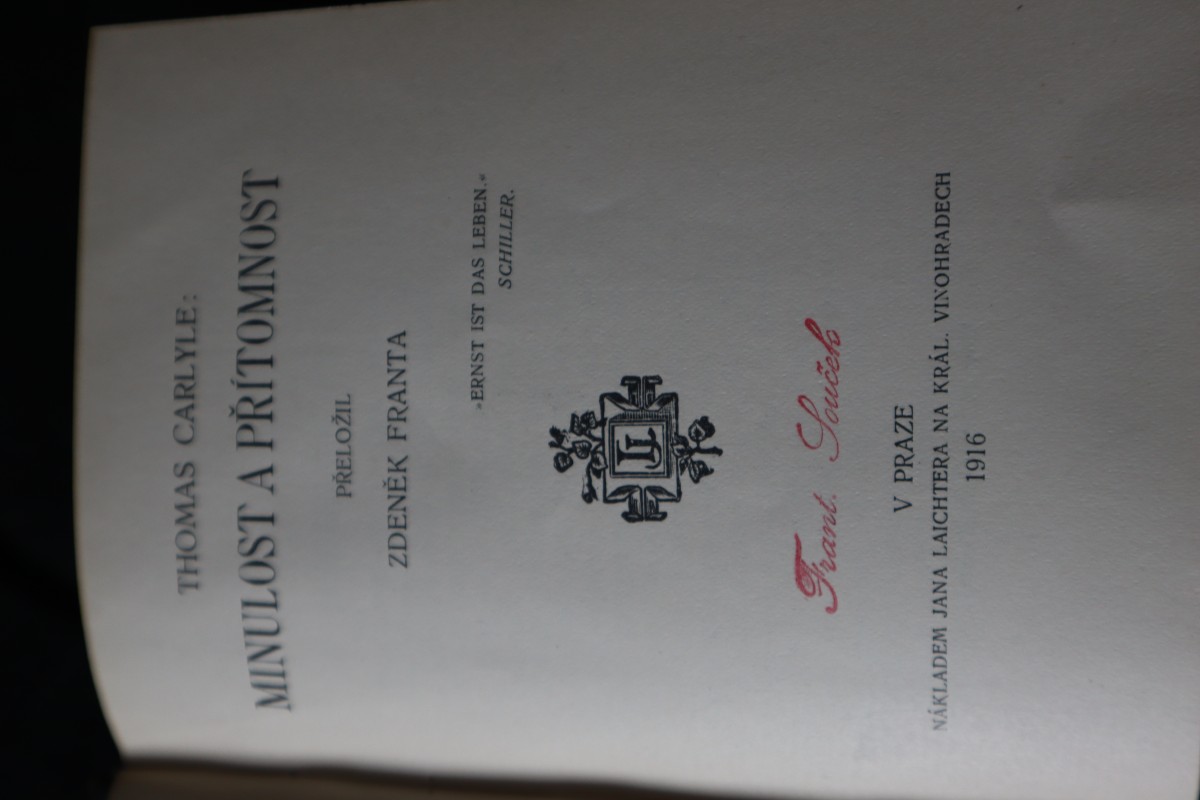 THOMAS CARLYLE:
MINULOST A PŘÍTOMNOST
PŘELOŽIL
ZDENĚK FRANTA
»ERNST IST DAS LEBEN.«
SCHILLER.
JL
Frant. Souček
V PRAZE
NÁKLADEM JANA LAICHTERA NA KRÁL. VINOHRADECH
1916